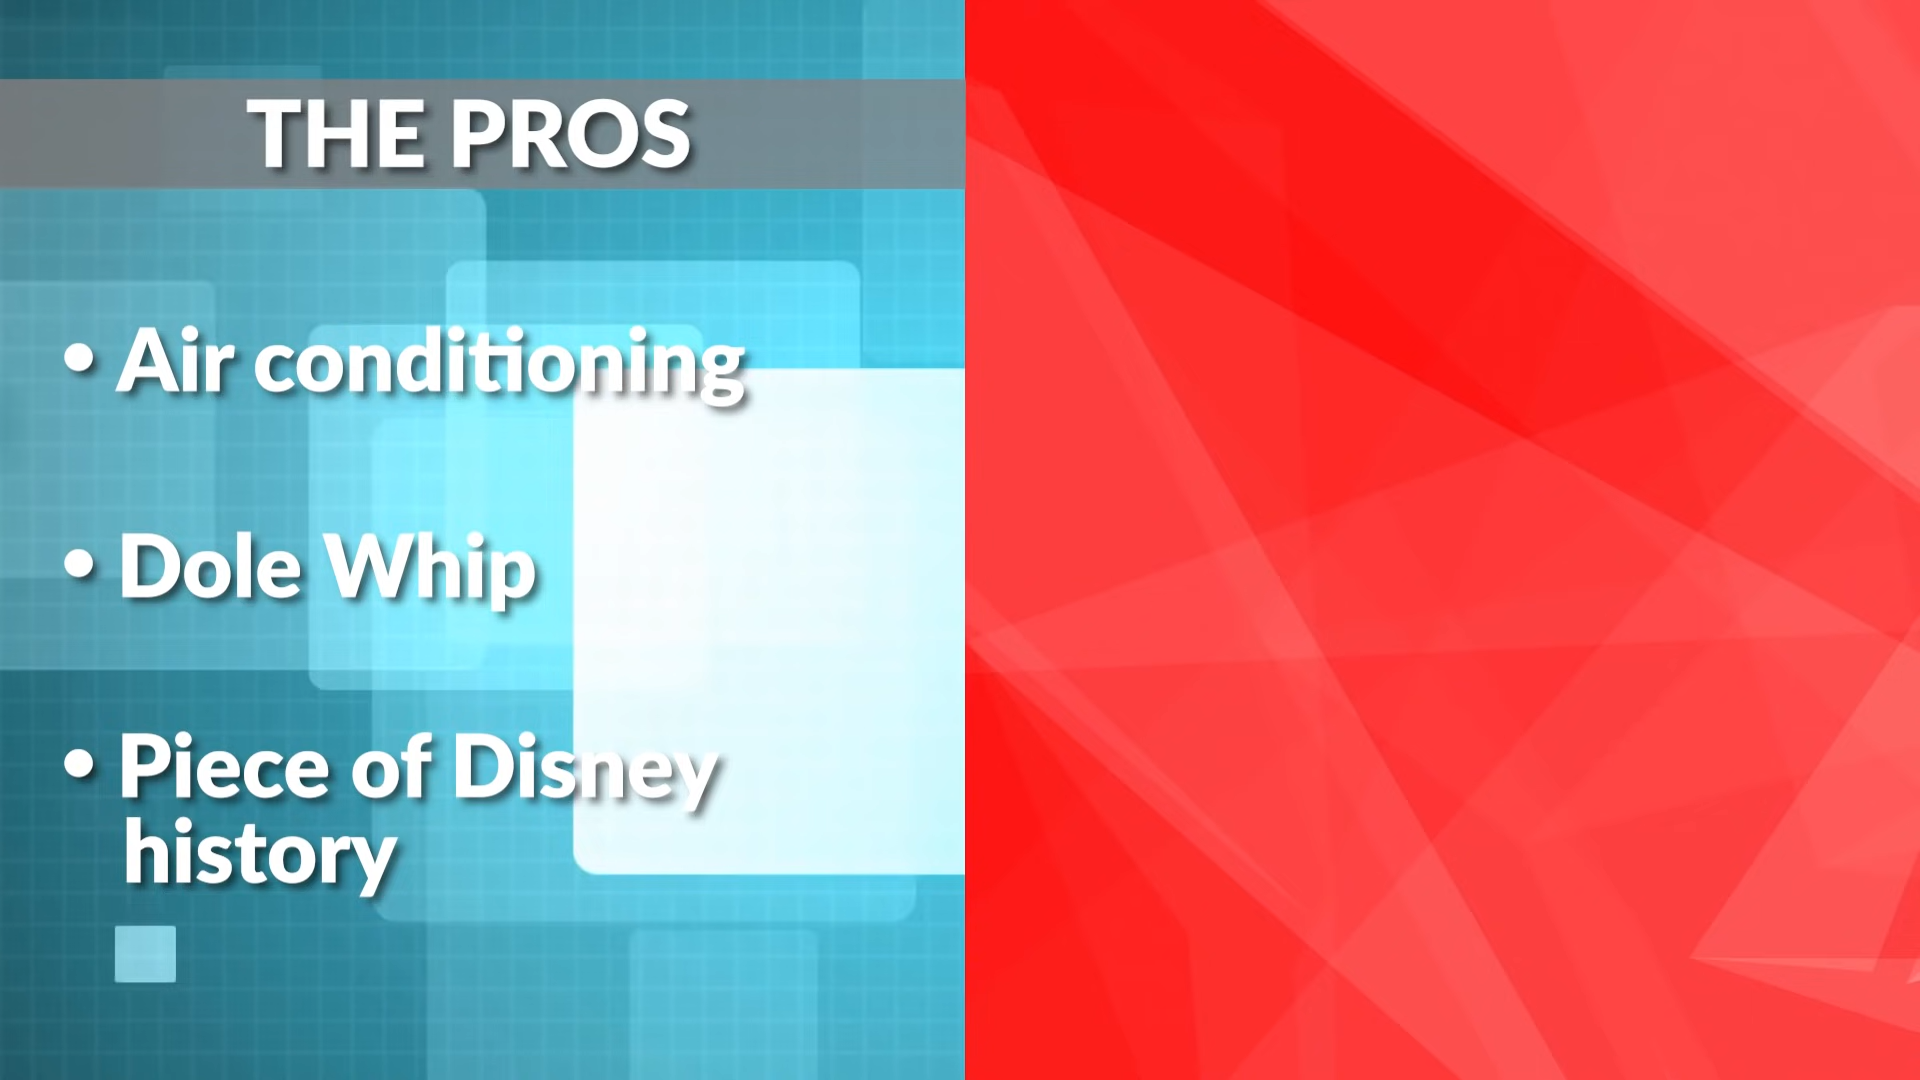 THE PROS
• Air conditioning
• Dole Whip
• Piece of Disney
history